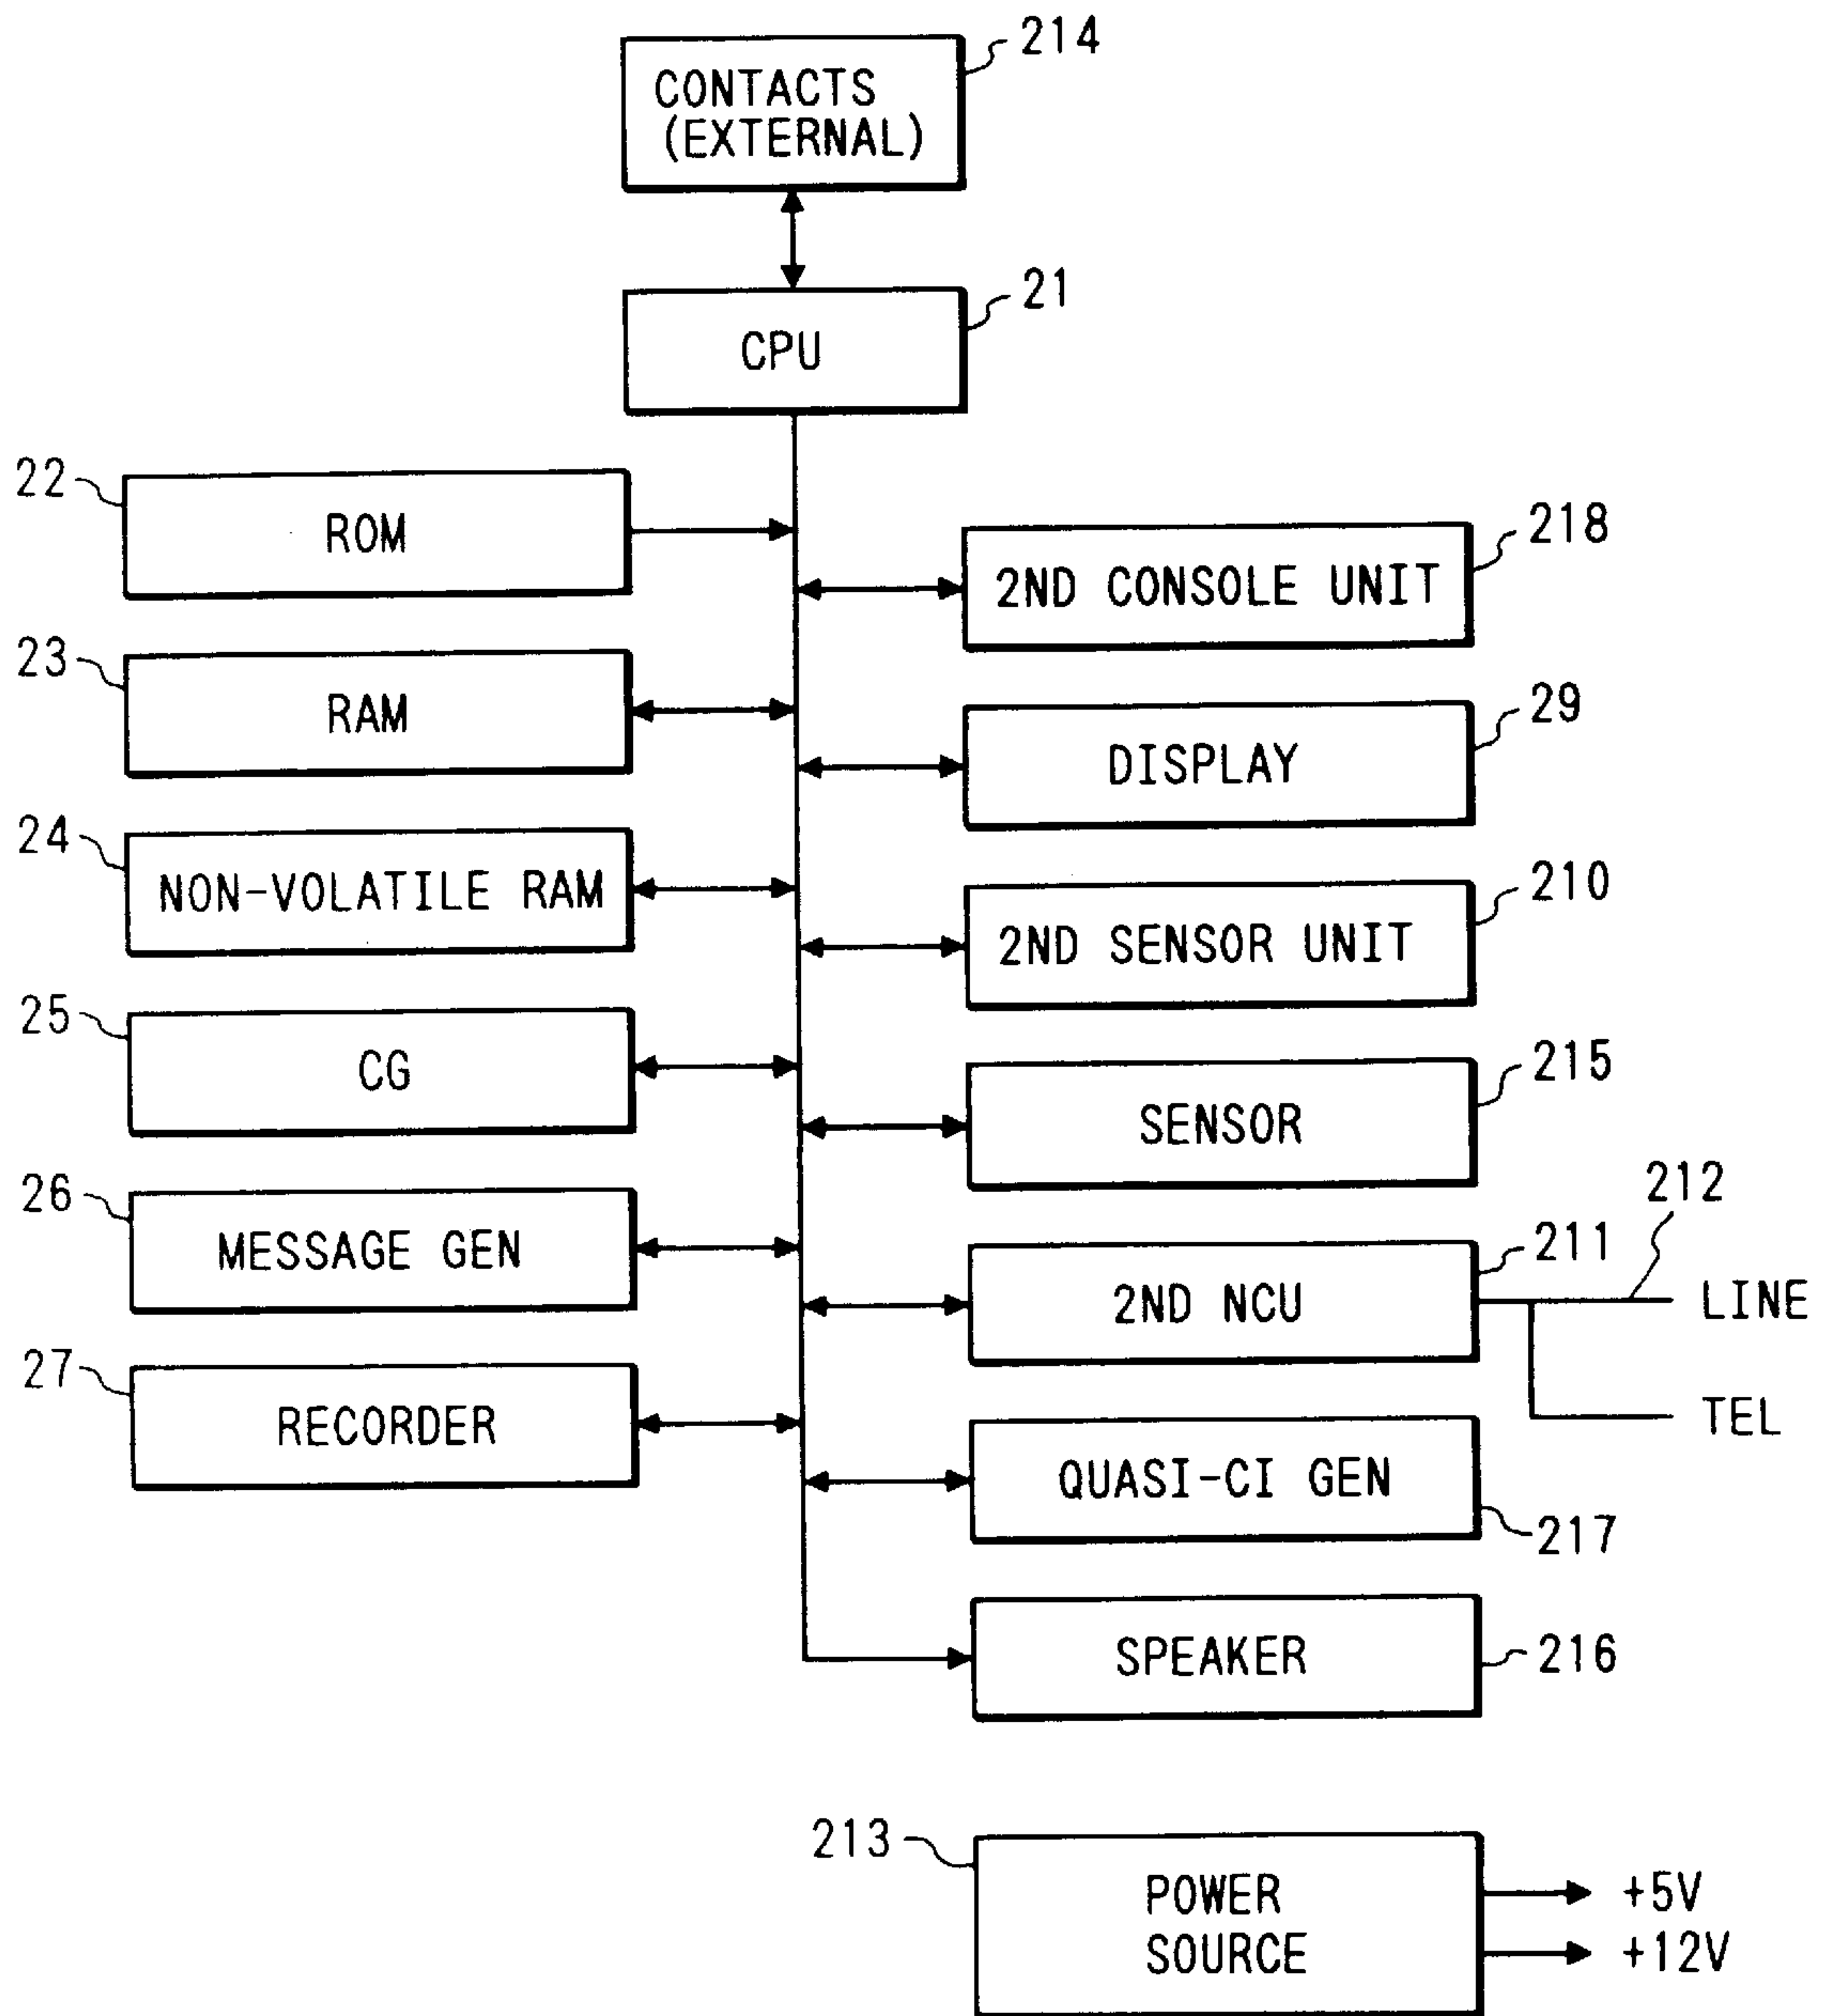 214
CONTACTS
(EXTERNAL)
21
CPU
22
ROM
218
2ND CONSOLE UNIT
23
RAM
29
DISPLAY
24
NON-VOLATILE RAM
210
2ND SENSOR UNIT
25
CG
215
SENSOR
26
MESSAGE GEN
212
211
2ND NCU
LINE
TEL
27
RECORDER
QUASI-CI GEN
217
SPEAKER
216
213
POWER
SOURCE
+5V
+12V